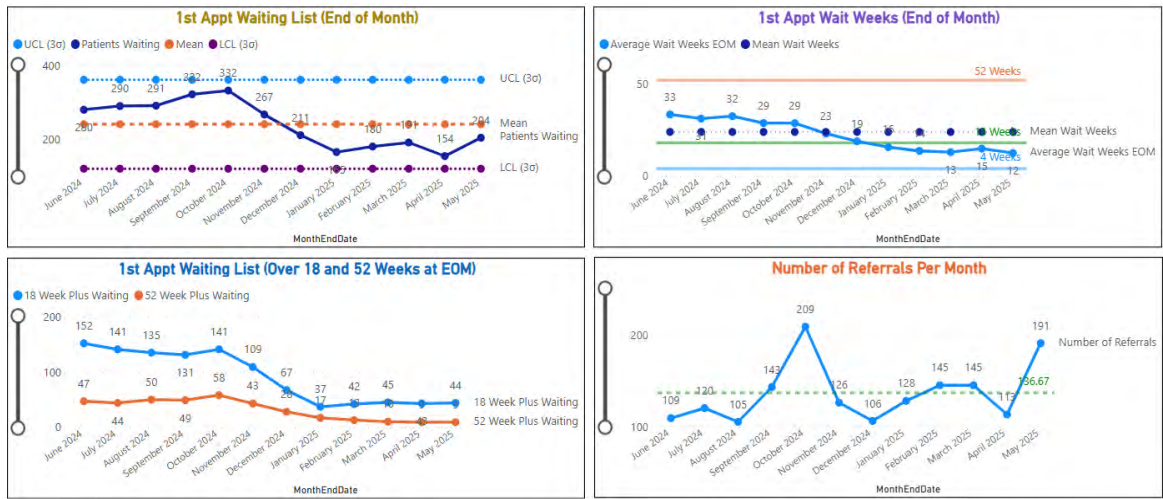 1st Appt Waiting List (End of Month)
UCL (3σ) Patients Waiting Mean LCL (3σ)
400
200
280
290
291
322
332
267
211
180
191
154
204
UCL (3σ)
Mean
Patients Waiting
LCL (3σ)
June 2024
July 2024
August 2024
September 2024
October 2024
November 2024
December 2024
January 2025
February 2025
March 2025
April 2025
May 2025
MonthEndDate
1st Appt Wait Weeks (End of Month)
Average Wait Weeks EOM Mean Wait Weeks
50
0
33
31
32
29
29
23
19
16
13
15
12
52 Weeks
Weeks
4 Weeks
Mean Wait Weeks
Average Wait Weeks EOM
June 2024
July 2024
August 2024
September 2024
October 2024
November 2024
December 2024
January 2025
February 2025
March 2025
April 2025
May 2025
MonthEndDate
1st Appt Waiting List (Over 18 and 52 Weeks at EOM)
18 Week Plus Waiting 52 Week Plus Waiting
200
100
0
152
141
135
131
141
109
67
37
42
45
44
47
44
50
49
58
43
28
17
18 Week Plus Waiting
52 Week Plus Waiting
June 2024
July 2024
August 2024
September 2024
October 2024
November 2024
December 2024
January 2025
February 2025
March 2025
April 2025
May 2025
MonthEndDate
Number of Referrals Per Month
200
100
109
120
105
143
209
126
106
128
145
145
113
191
136.67
Number of Referrals
June 2024
July 2024
August 2024
September 2024
October 2024
November 2024
December 2024
January 2025
February 2025
March 2025
April 2025
May 2025
MonthEndDate